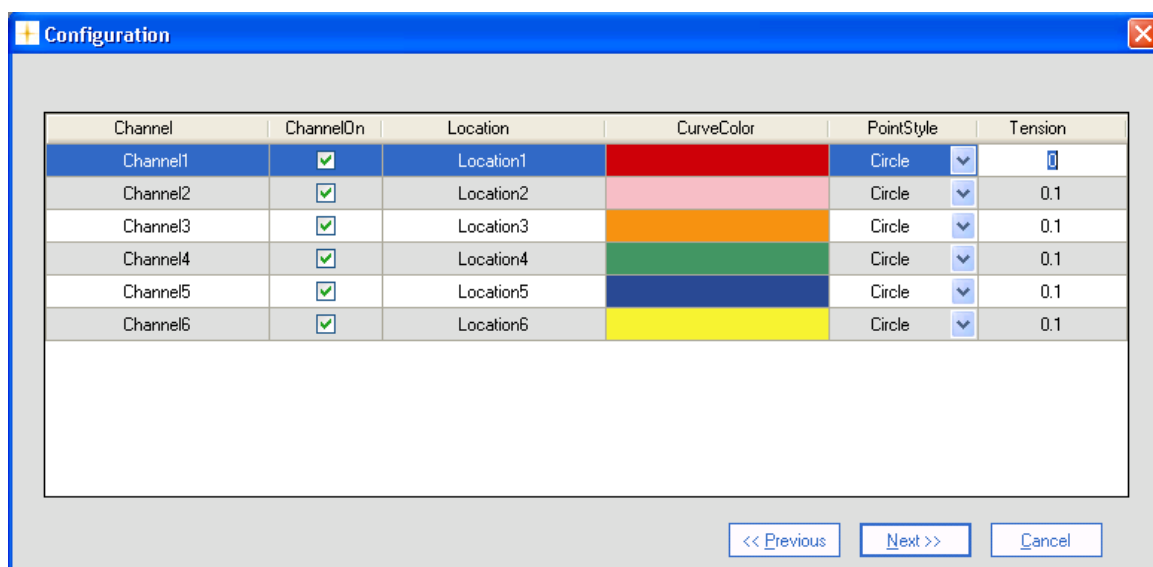 Configuration
Channel ChannelOn Location CurveColor PointStyle Tension
Channel1 Location1 Circle 0
Channel2 Location2 Circle 0.1
Channel3 Location3 Circle 0.1
Channel4 Location4 Circle 0.1
Channel5 Location5 Circle 0.1
Channel6 Location6 Circle 0.1
<< Previous Next >> Cancel